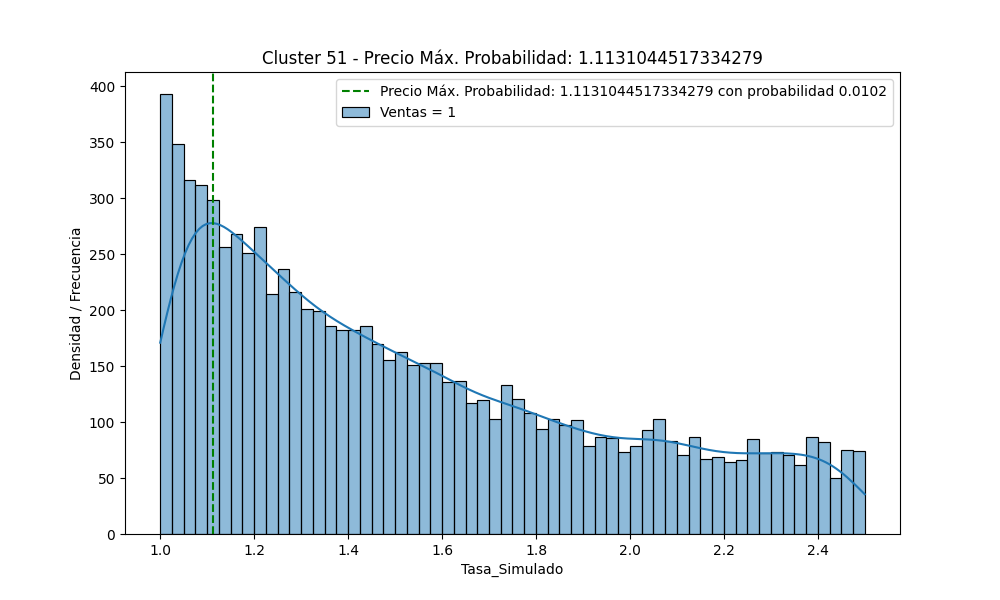 Cluster 51 - Precio Máx. Probabilidad: 1.1131044517334279
Precio Máx. Probabilidad: 1.1131044517334279 con probabilidad 0.0102
Ventas = 1
Densidad / Frecuencia
400
350
300
250
200
150
100
50
0
1.0 1.2 1.4 1.6 1.8 2.0 2.2 2.4
Tasa_Simulado